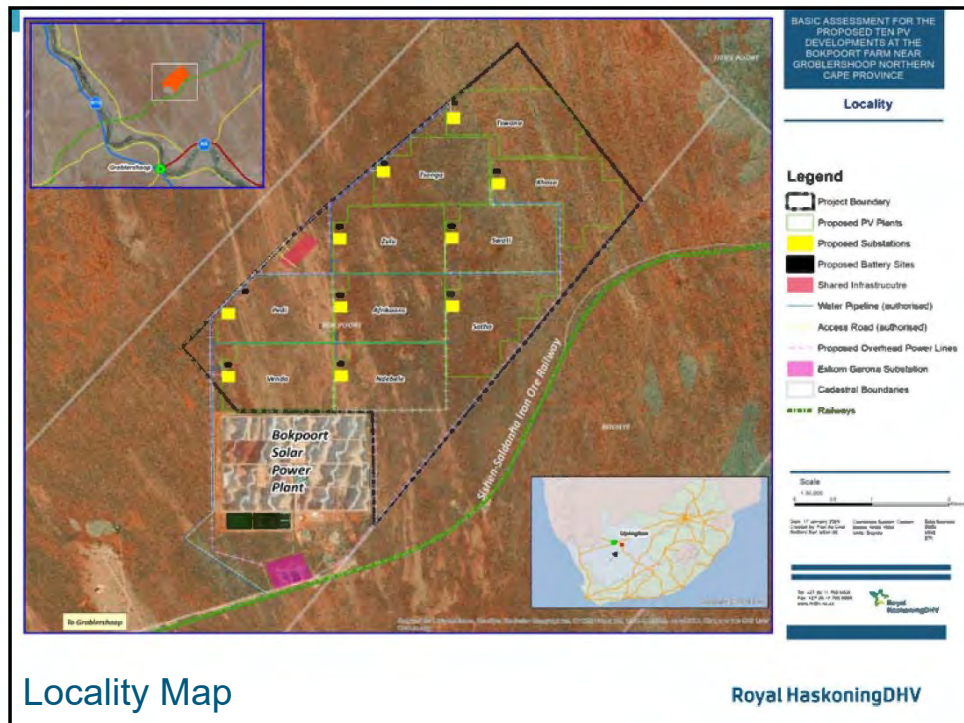 BASIC ASSESSMENT FOR THE
PROPOSED TEN PV
DEVELOPMENTS AT THE
BOKPOORT FARM NEAR
GROBLERSHOOP NORTHERN
CAPE PROVINCE
Locality
Legend
Project Boundary
Proposed PV Plants
Proposed Substations
Proposed Battery Sites
Shared Infrastrucutre
Water Pipeline (authorised)
Access Road (authorised)
Proposed Overhead Power Lines
Eskom Garona Substation
Cadastral Boundaries
Railways
Scale
Groblershoop
Tswana
Tsonga
Xhosa
Zulu
Swati
Pedi
Afrikaans
Sotho
BOKPOORT
Venda
Ndebele
Bokpoort
Solar
Power
Plant
Sishen-Saldanha Iron Ore Railway
Upington
To Groblershoop
Royal
HaskoningDHV
Locality Map
Royal HaskoningDHV